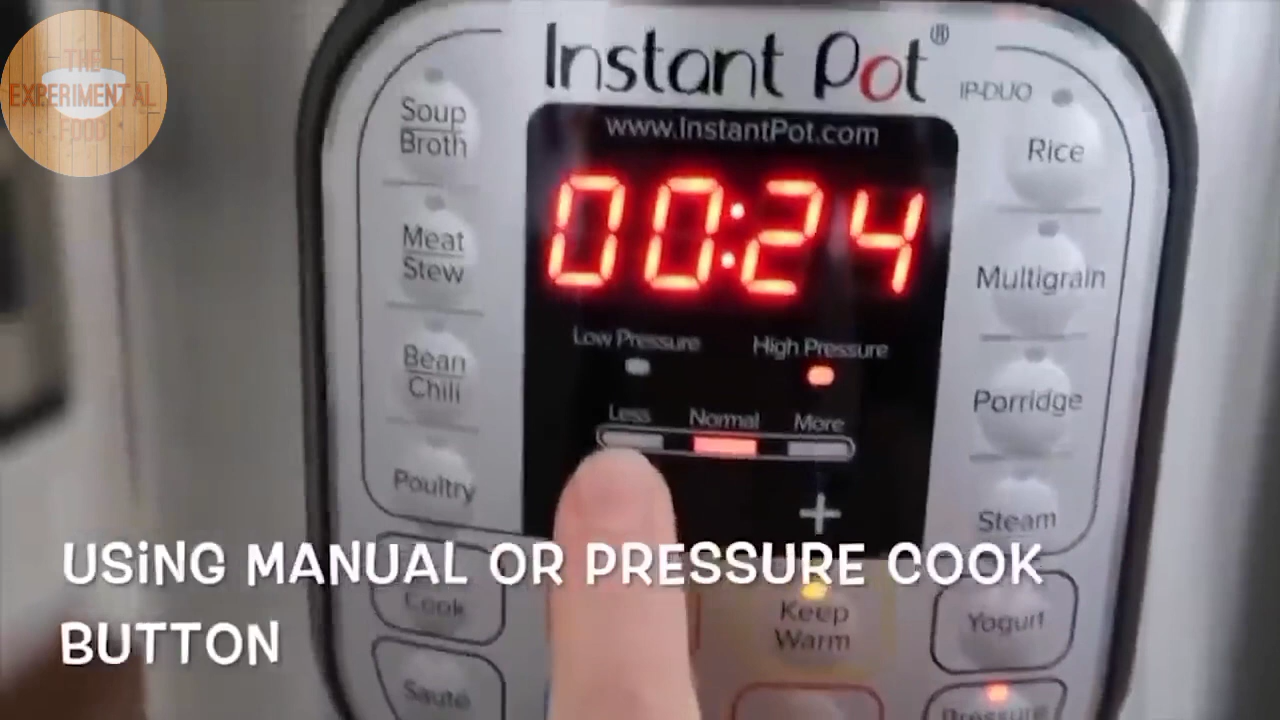 THE
EXPERIMENTAL
FOOD
Instant Pot®
IP-DUO
www.InstantPot.com
00:24
Low Pressure
High Pressure
Less
Normal
More
+
Soup
Broth
Meat
Stew
Bean
Chili
Poultry
Rice
Multigrain
Porridge
Steam
USiNG MANUAL OR PRESSURE COOK
BUTTON
Cook
Keep
Warm
Yogurt
Sauté
Pressure